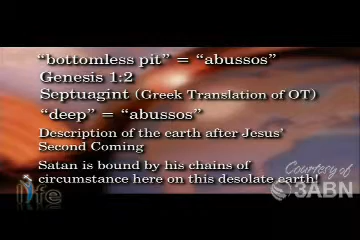 “bottomless pit” = “abussos”
Genesis 1:2
Septuagint (Greek Translation of OT)
“deep” = “abussos”
Description of the earth after Jesus’
Second Coming
Satan is bound by his chains of
circumstance here on this desolate earth!
Courtesy of
3ABN
life